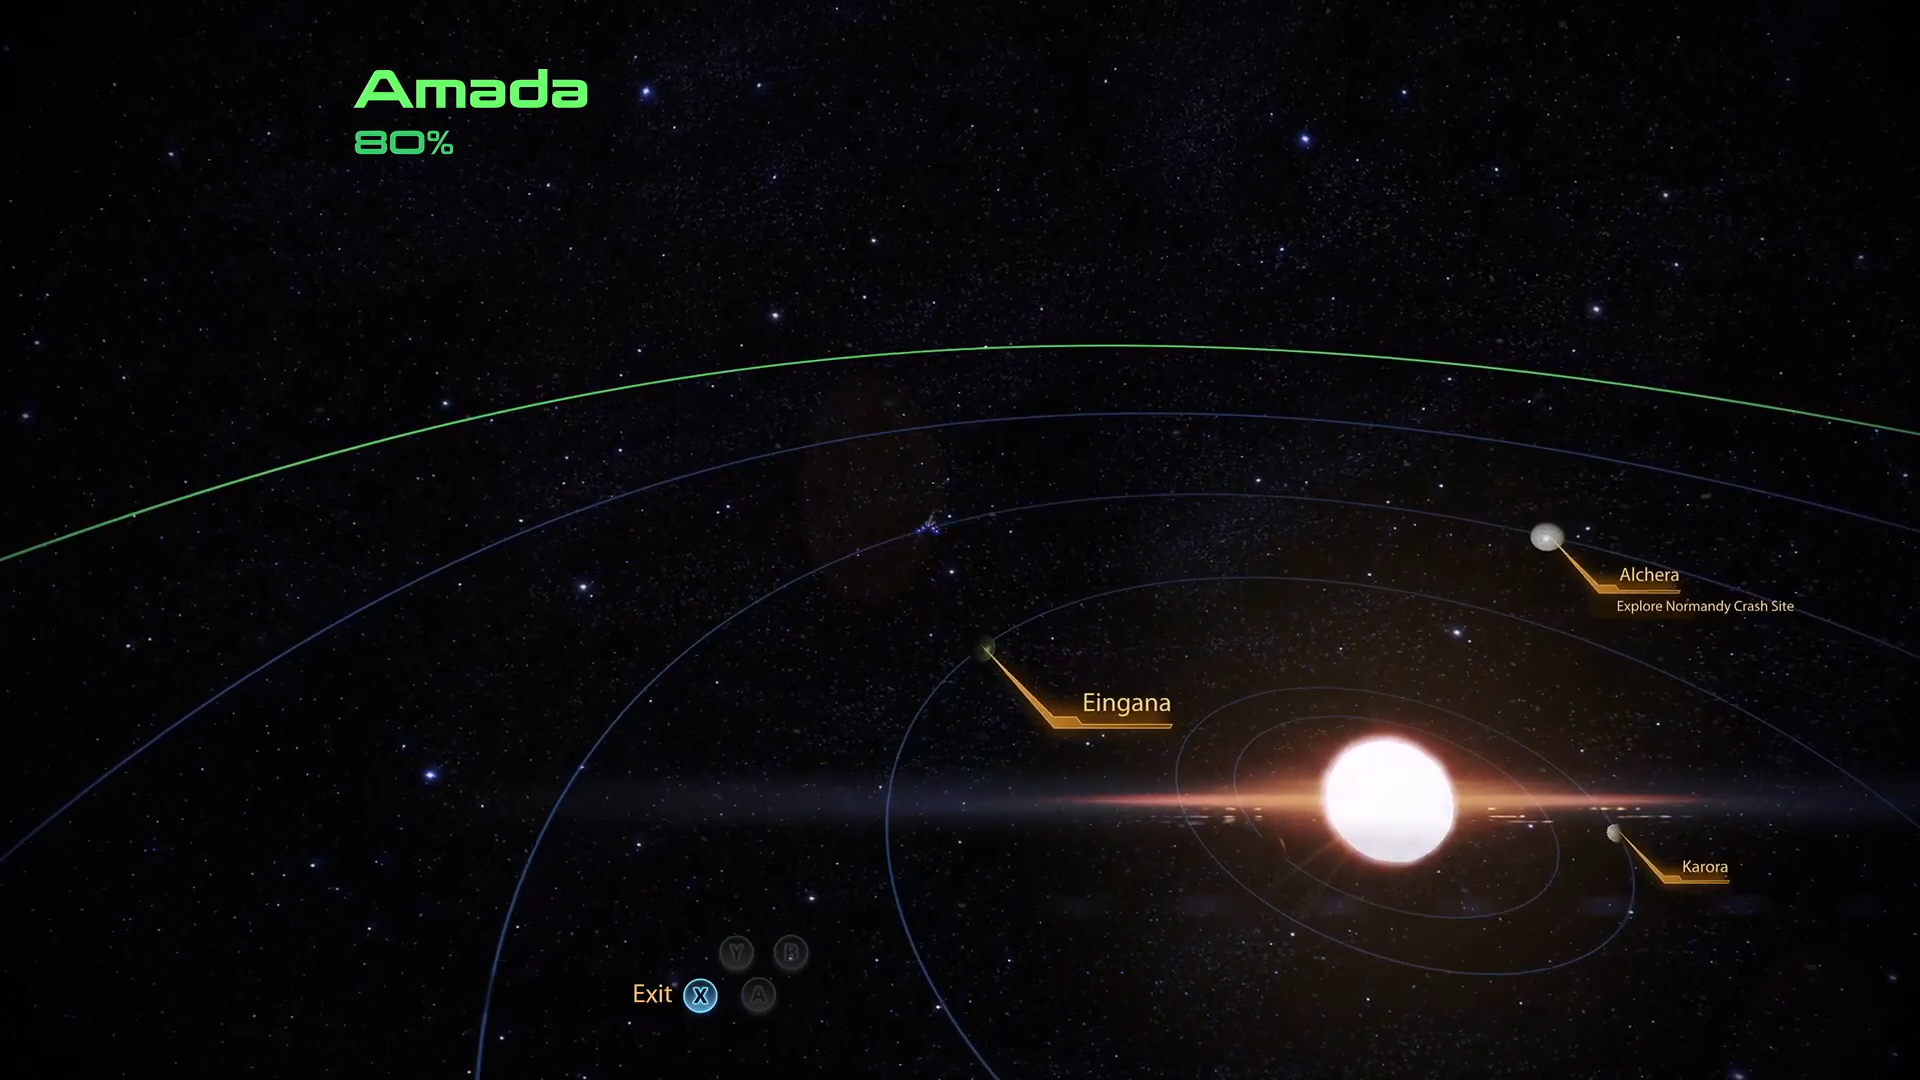 Amada
80%
Alchera
Explore Normandy Crash Site
Eingana
Karora
Y B
Exit X A